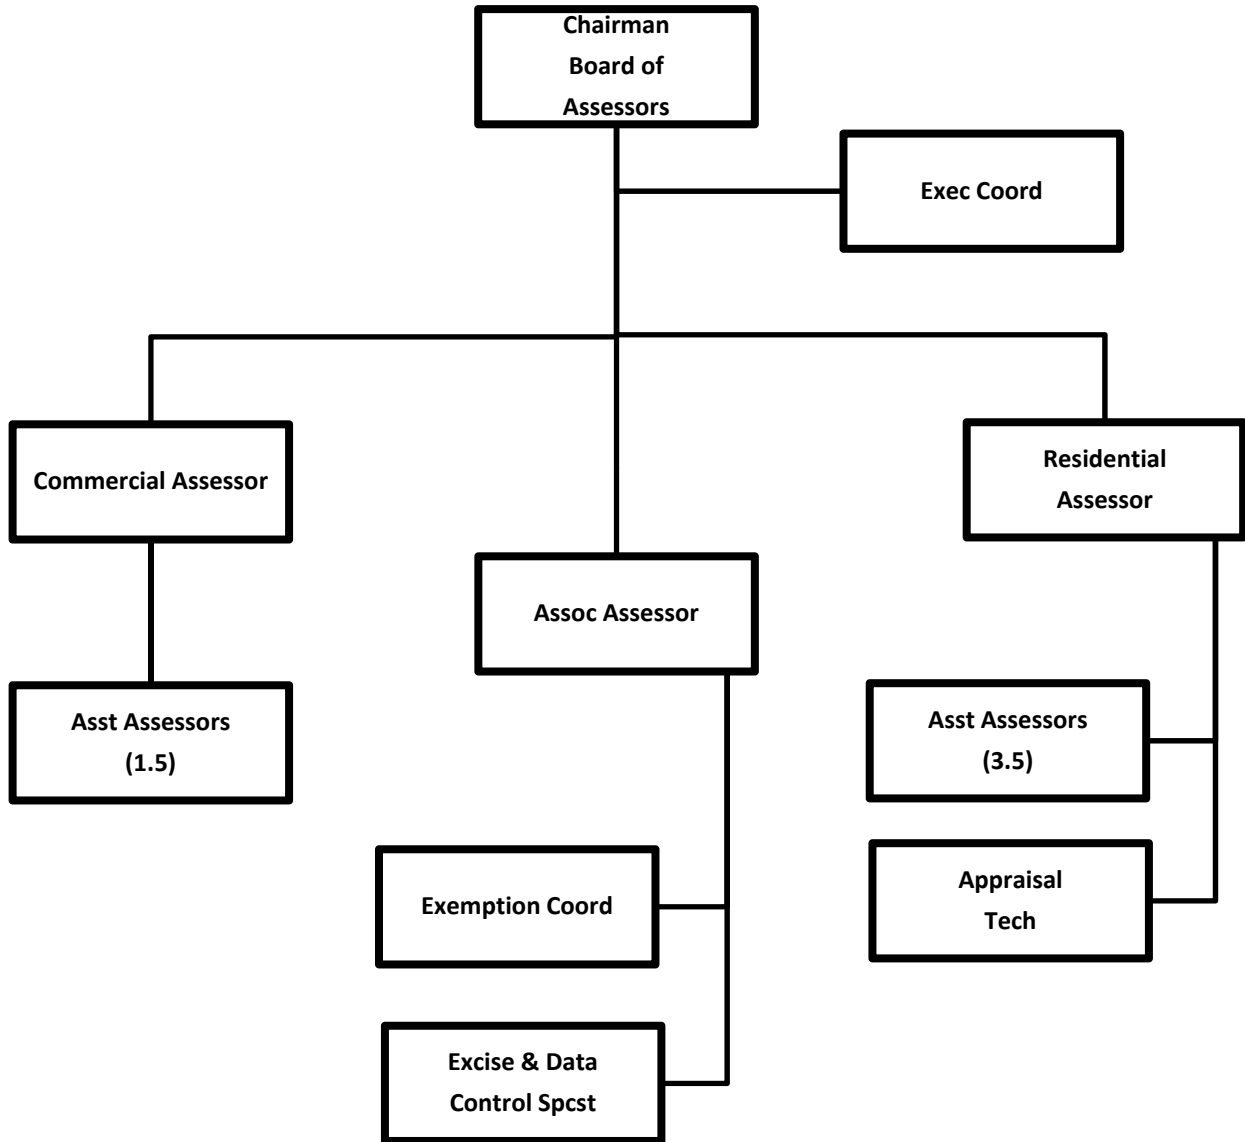 Chairman
Board of
Assessors
Exec Coord
Commercial Assessor
Residential
Assessor
Assoc Assessor
Asst Assessors
(1.5)
Asst Assessors
(3.5)
Exemption Coord
Appraisal
Tech
Excise & Data
Control Spcst